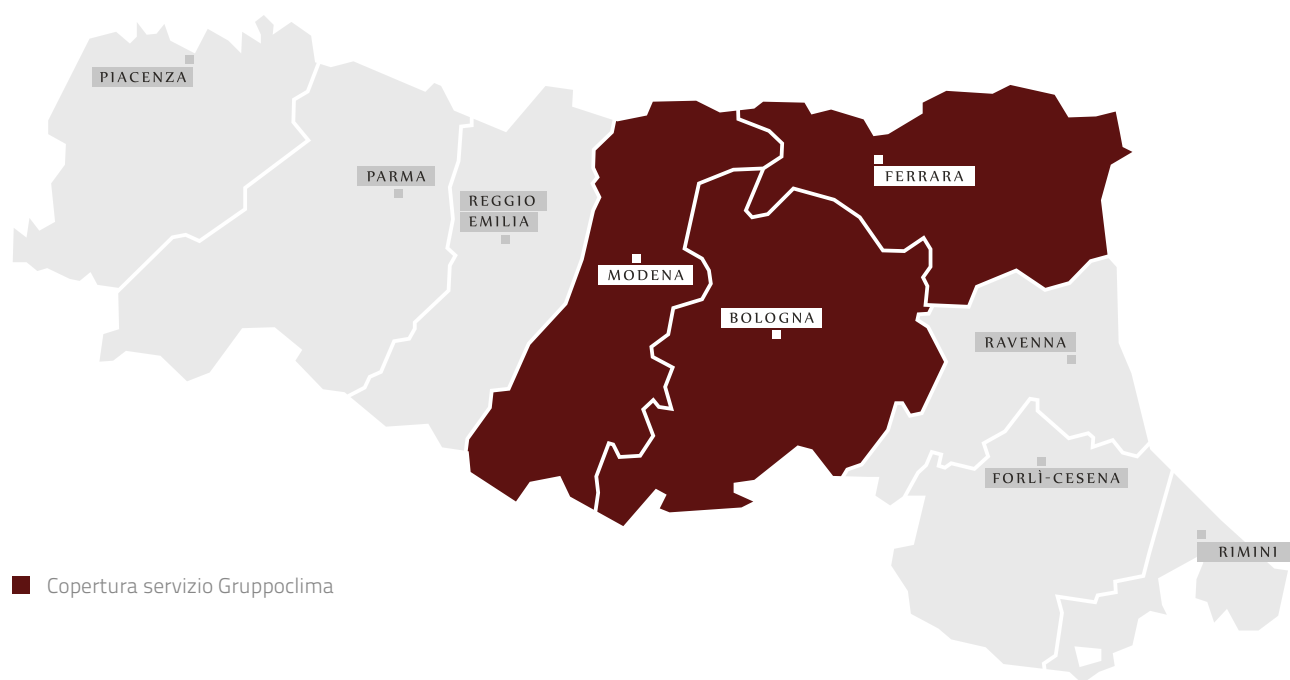 PIACENZA
PARMA
REGGIO
EMILIA
FERRARA
MODENA
BOLOGNA
RAVENNA
FORLÌ-CESENA
RIMINI
Copertura servizio Gruppoclima